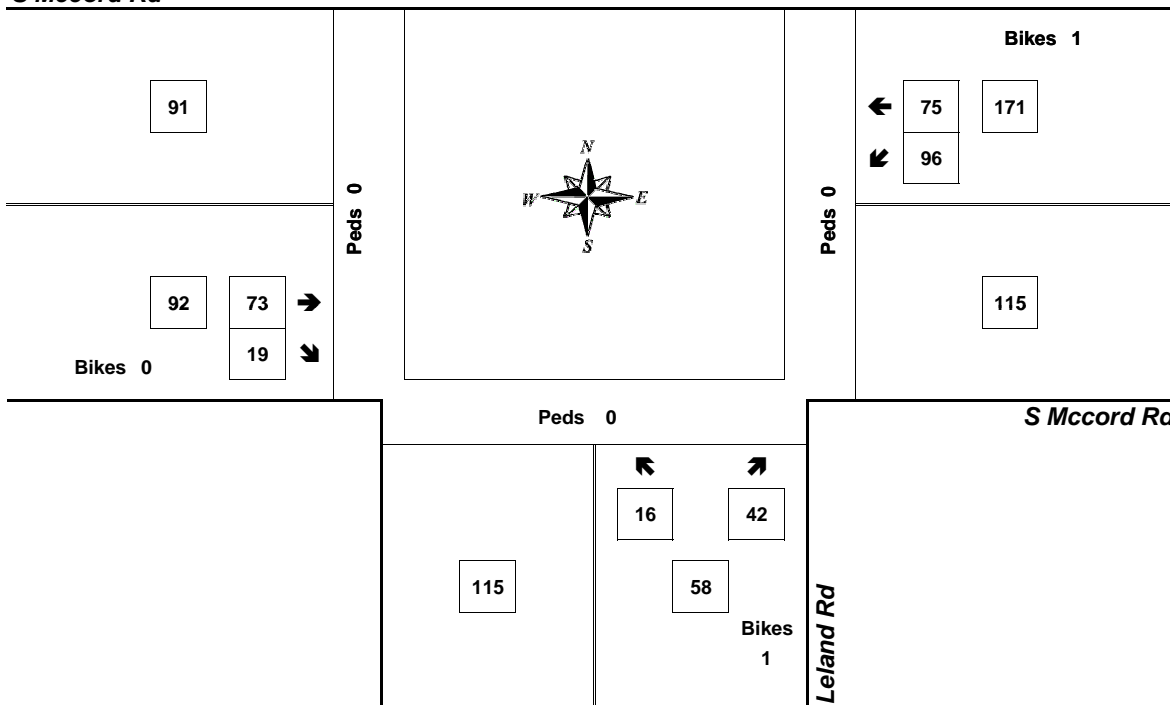 S Mccord Rd
Bikes 1
91
75 171
96
N
W E
S
Peds 0
Peds 0
92 73
19
115
Bikes 0
Peds 0
S Mccord Rd
16 42
115 58
Bikes
1
Leland Rd